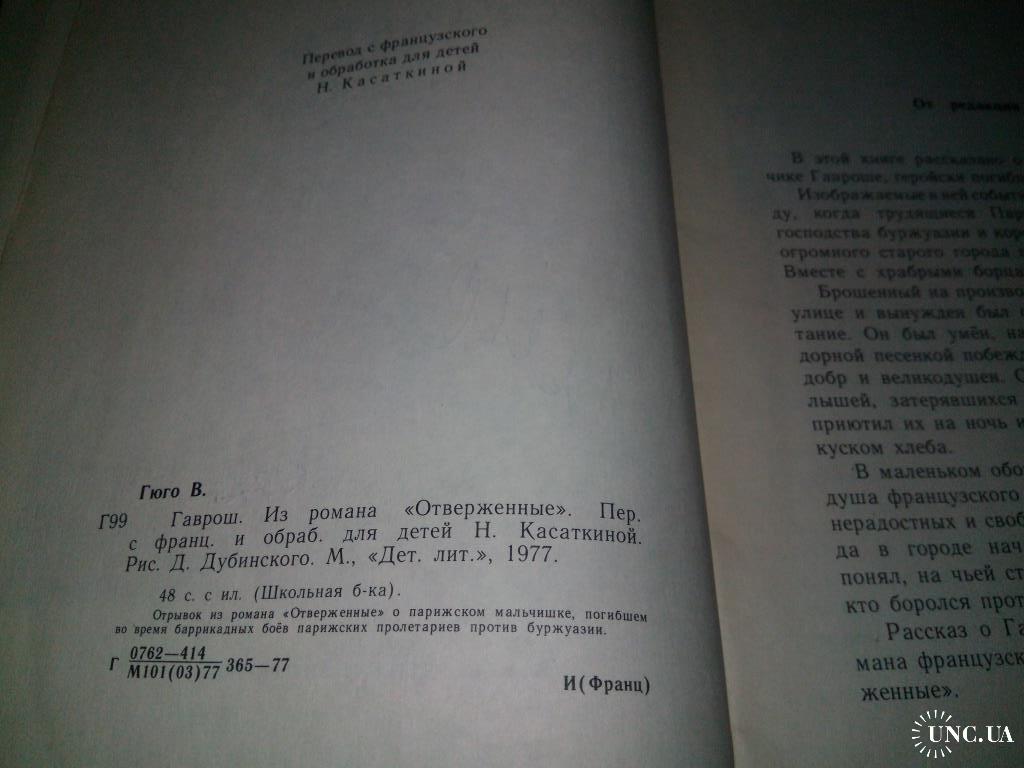 Перевод с французского
и обработка для детей
Н. Касаткиной
Гюго В.
Г99 Гаврош. Из романа «Отверженные». Пер.
с франц. и обраб. для детей Н. Касаткиной.
Рис. Д. Дубинского. М., «Дет. лит.», 1977.
48 с. с ил. (Школьная б-ка).
Отрывок из романа «Отверженные» о парижском мальчишке, погибшем
во время баррикадных боёв парижских пролетариев против буржуазии.
Г 0762—414
М101(03)77 365—77
И(Франц)
От редакции
В этой книге рассказано о
чике Гавроше, геройски погибш
Изображаемые в ней событи
ду, когда трудящиеся Пар
господства буржуазии и коро
огромного старого города
Вместе с храбрыми борца
Брошенный на произво
улице и вынужден был
тание. Он был умён, на
дорной песенкой побежд
добр и великодушен. С
лышей, затерявшихся
приютил их на ночь и
куском хлеба.
В маленьком обо
душа французского
нерадостных и своб
да в городе нач
понял, на чьей ст
кто боролся прот
Рассказ о Га
мана французск
женные».
UNC.UA